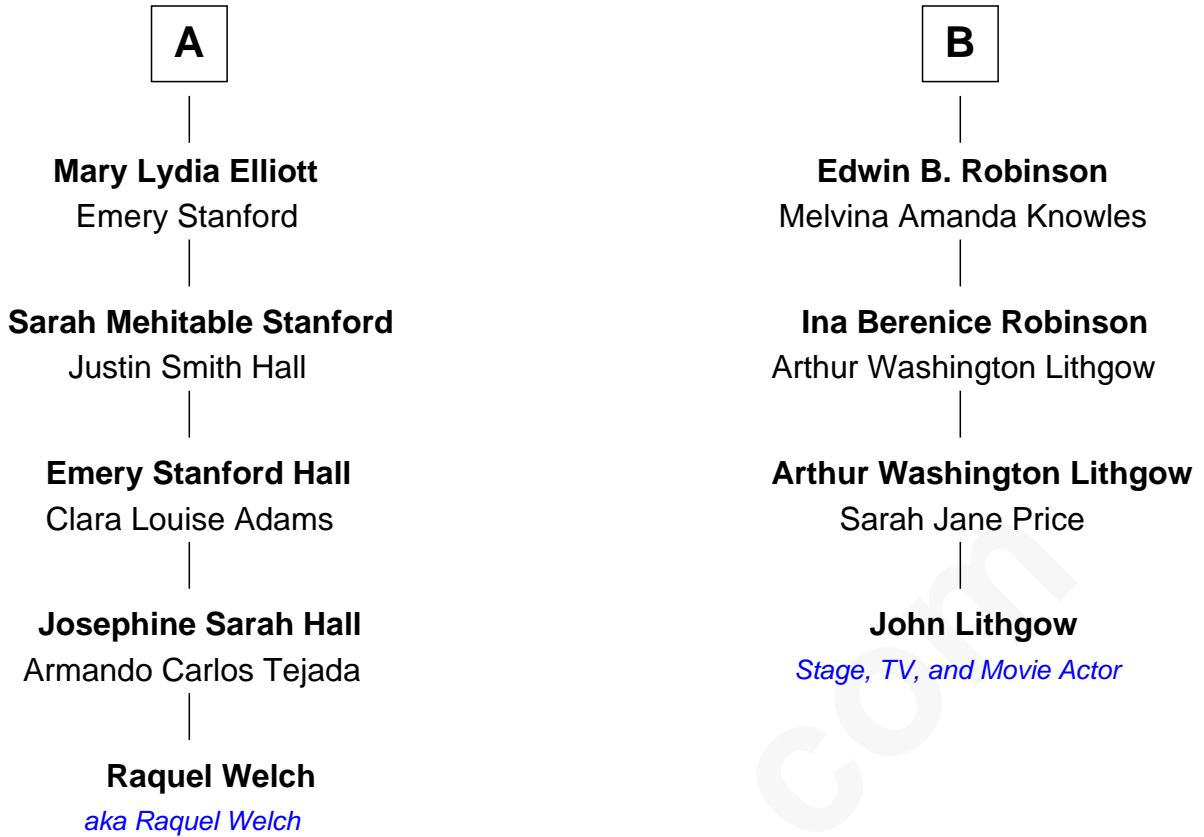 A
Mary Lydia Elliott
Emery Stanford
Sarah Mehitable Stanford
Justin Smith Hall
Emery Stanford Hall
Clara Louise Adams
Josephine Sarah Hall
Armando Carlos Tejada
Raquel Welch
aka Raquel Welch
B
Edwin B. Robinson
Melvina Amanda Knowles
Ina Berenice Robinson
Arthur Washington Lithgow
Arthur Washington Lithgow
Sarah Jane Price
John Lithgow
Stage, TV, and Movie Actor
com